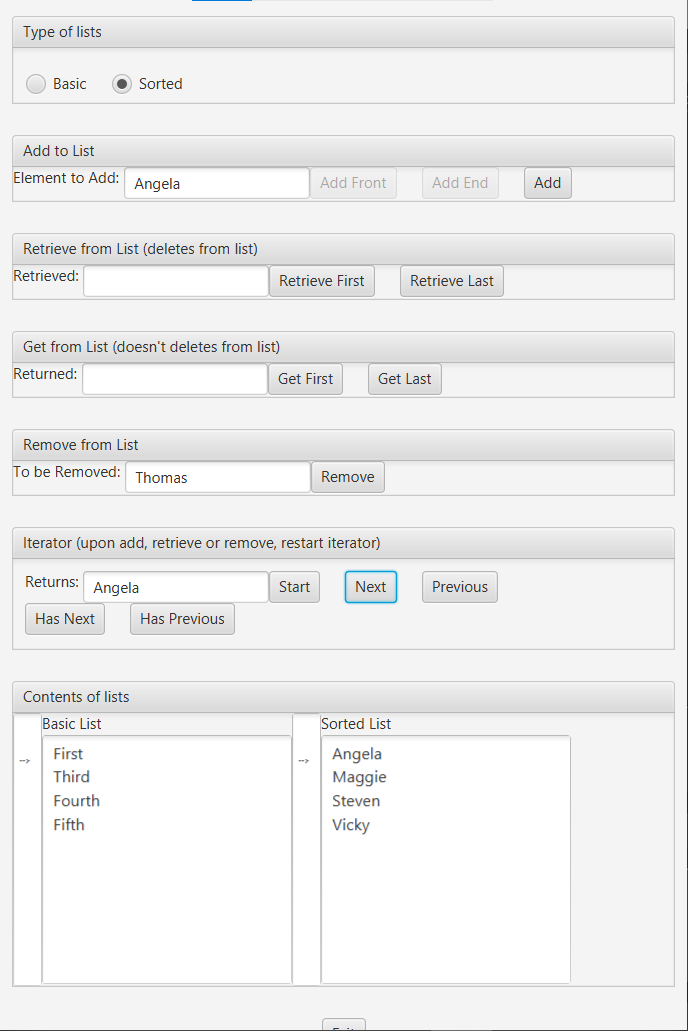 Type of lists
Basic Sorted
Add to List
Element to Add: Angela Add Front Add End Add
Retrieve from List (deletes from list)
Retrieved: Retrieve First Retrieve Last
Get from List (doesn't deletes from list)
Returned: Get First Get Last
Remove from List
To be Removed: Thomas Remove
Iterator (upon add, retrieve or remove, restart iterator)
Returns: Angela Start Next Previous
Has Next Has Previous
Contents of lists
Basic List Sorted List
--> First --> Angela
Third Maggie
Fourth Steven
Fifth Vicky